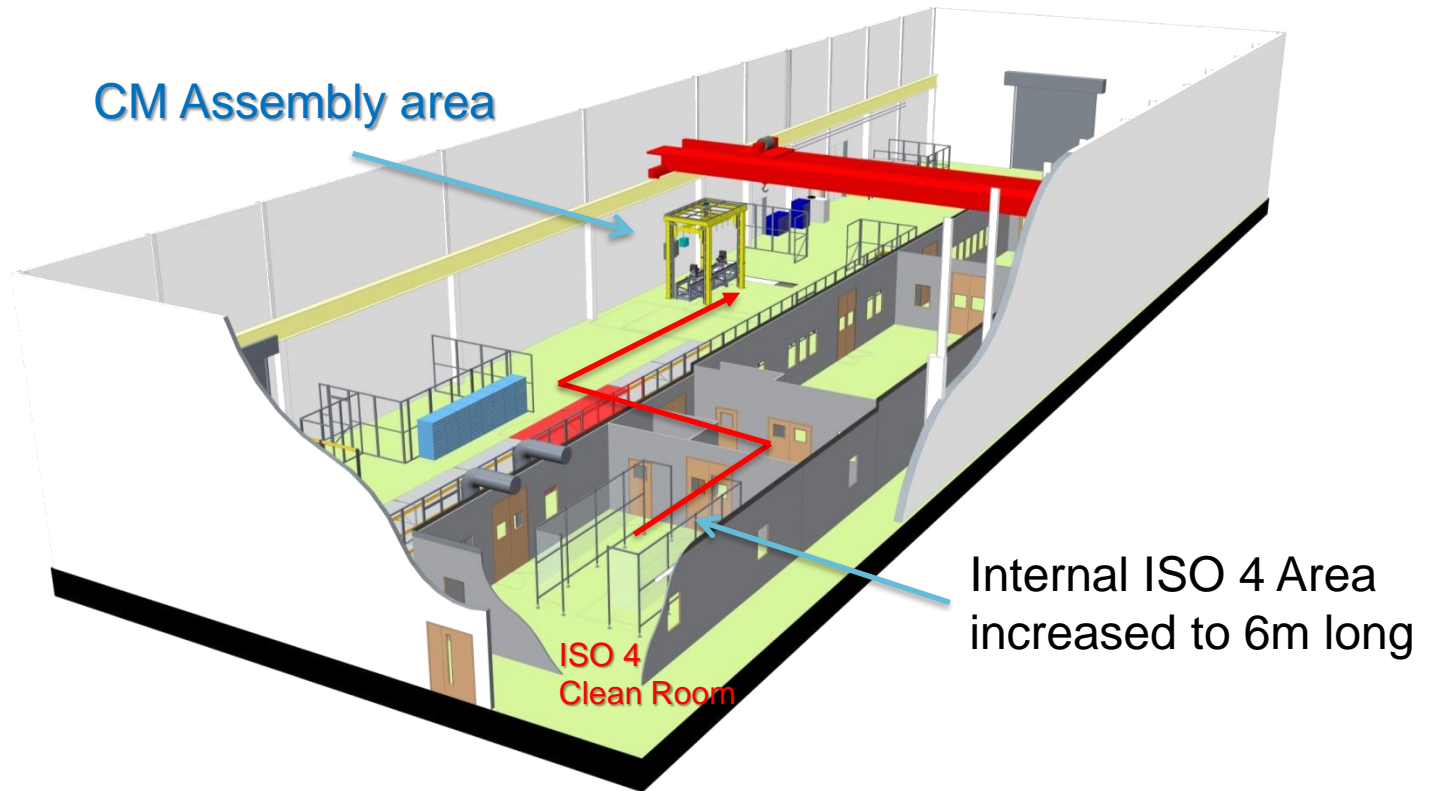 CM Assembly area
Internal ISO 4 Area
increased to 6m long
ISO 4
Clean Room